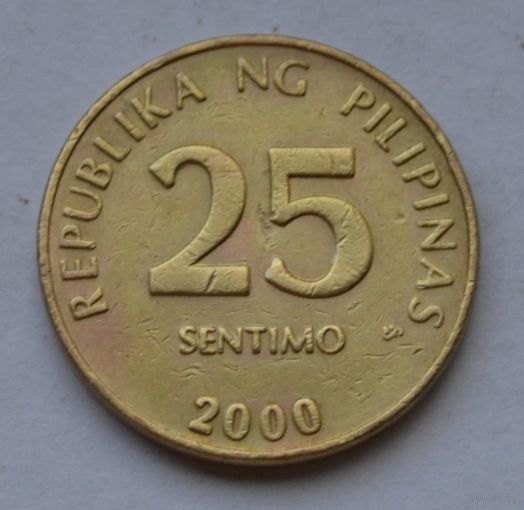 REPUBLIKA NG PILIPINAS
25
SENTIMO
2000